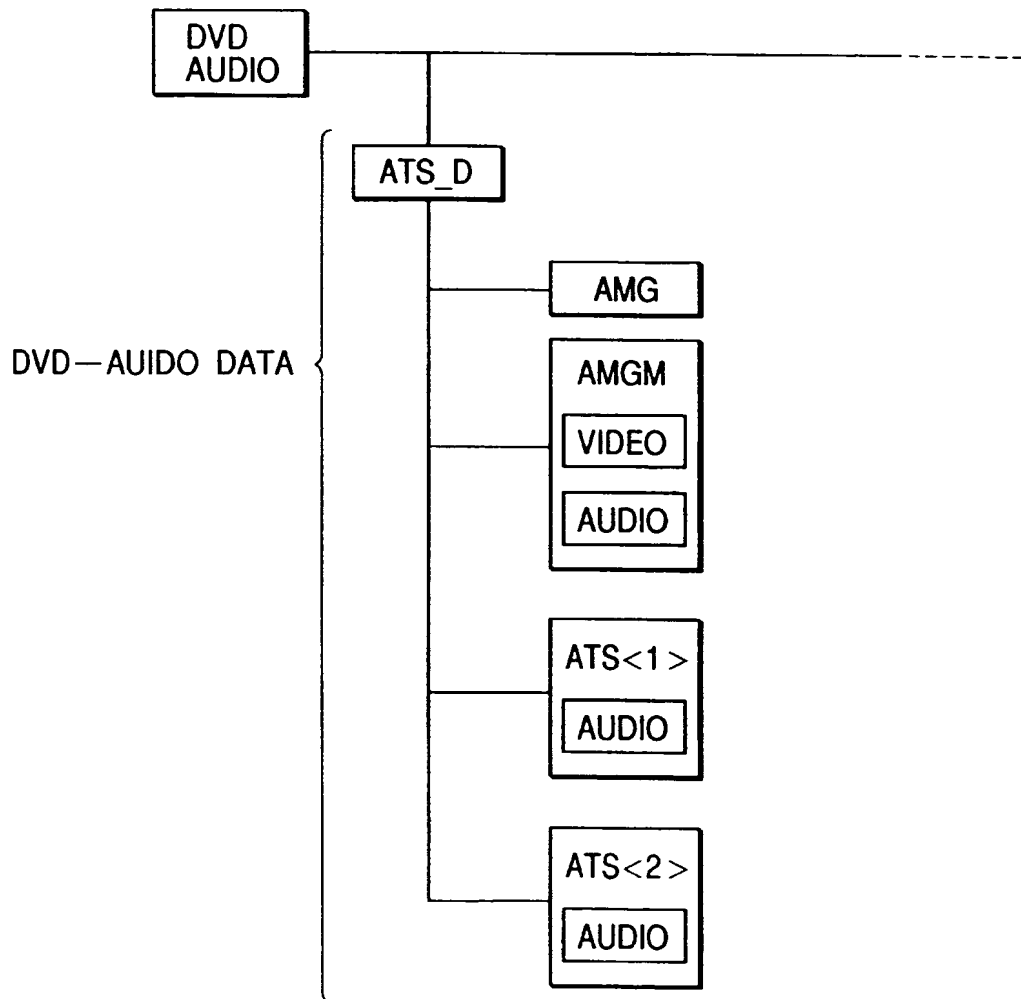 DVD
AUDIO
ATS_D
AMG
DVD—AUIDO DATA
AMGM
VIDEO
AUDIO
ATS<1>
AUDIO
ATS<2>
AUDIO